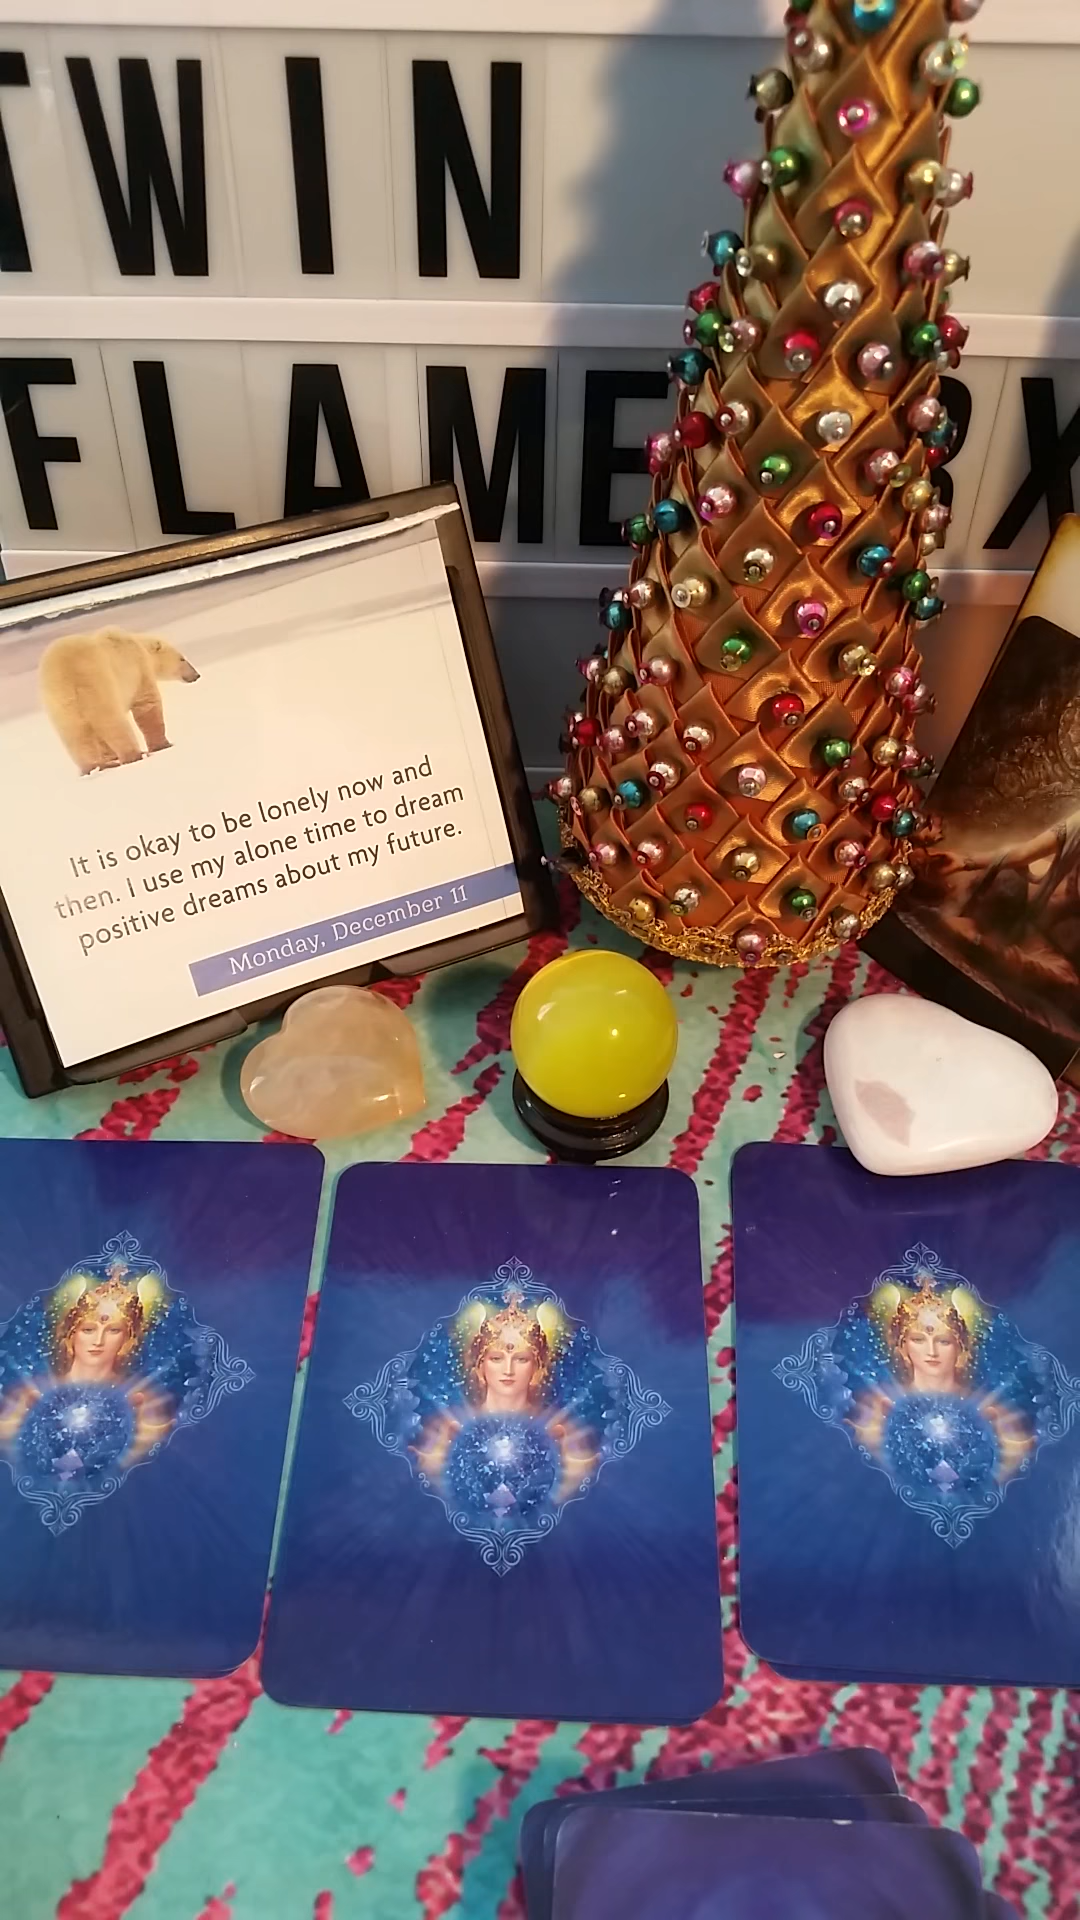 TWIN
FLAME RX
It is okay to be lonely now and
then. I use my alone time to dream
positive dreams about my future.
Monday, December 11